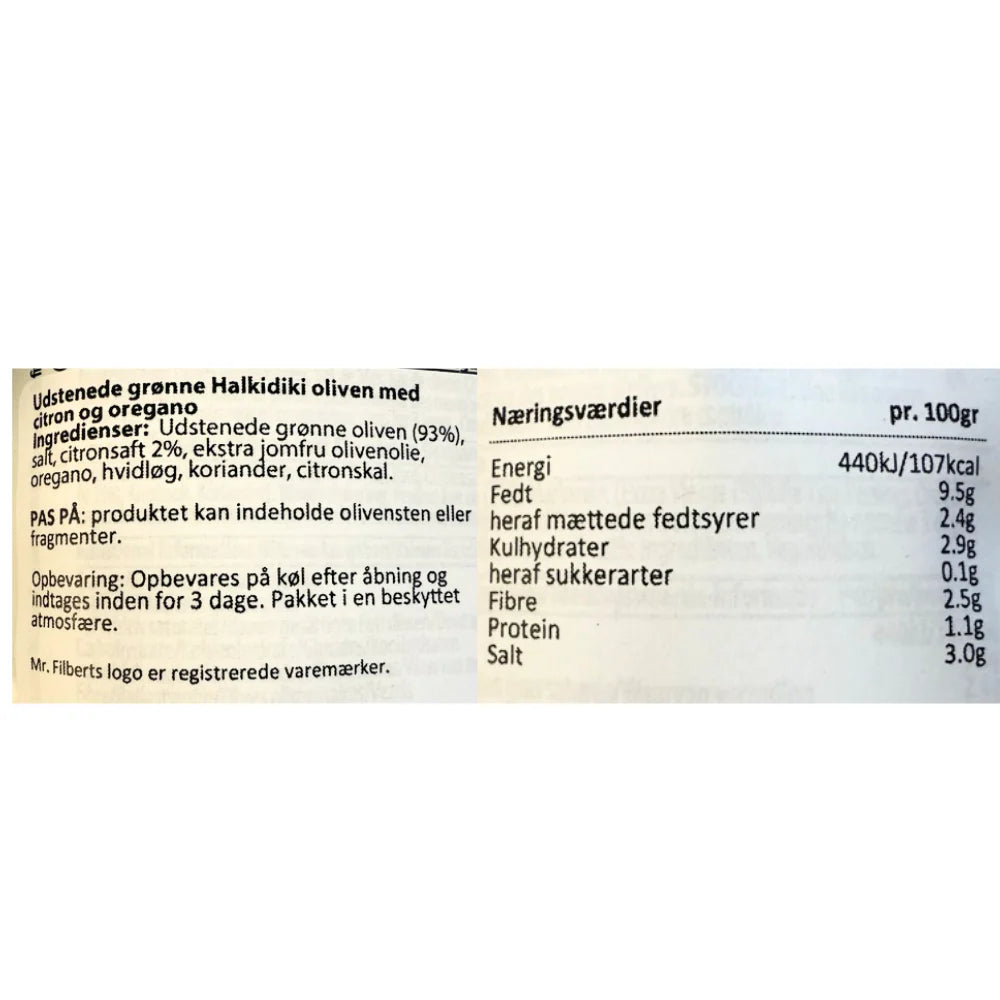 Udstenede grønne Halkidiki oliven med
citron og oregano
Ingredienser: Udstenede grønne oliven (93%),
salt, citronsaft 2%, ekstra jomfru olivenolie,
oregano, hvidløg, koriander, citronskal.
PAS PÅ: produktet kan indeholde olivensten eller
fragmenter.
Opbevaring: Opbevares på køl efter åbning og
indtages inden for 3 dage. Pakket i en beskyttet
atmosfære.
Mr. Filberts logo er registrerede varemærker.
Næringsværdier pr. 100gr
Energi 440kJ/107kcal
Fedt 9.5g
heraf mættede fedtsyrer 2.4g
Kulhydrater 2.9g
heraf sukkerarter 0.1g
Fibre 2.5g
Protein 1.1g
Salt 3.0g